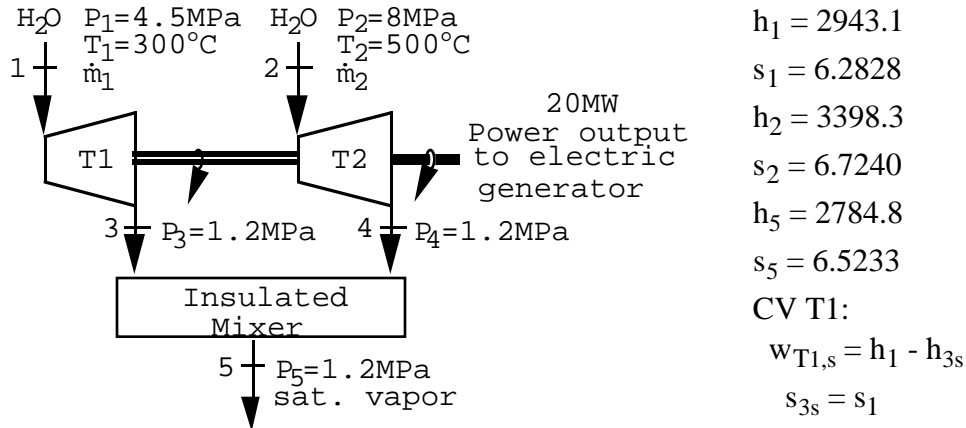 H₂O P₁=4.5MPa
T₁=300°C
1 ṁ₁
H₂O P₂=8MPa
T₂=500°C
2 ṁ₂
T1
T2
20MW
Power output
to electric
generator
3 P₃=1.2MPa
4 P₄=1.2MPa
Insulated
Mixer
5 P₅=1.2MPa
sat. vapor
h₁ = 2943.1
s₁ = 6.2828
h₂ = 3398.3
s₂ = 6.7240
h₅ = 2784.8
s₅ = 6.5233
CV T1:
w_T1,s = h₁ - h₃ₛ
s₃ₛ = s₁